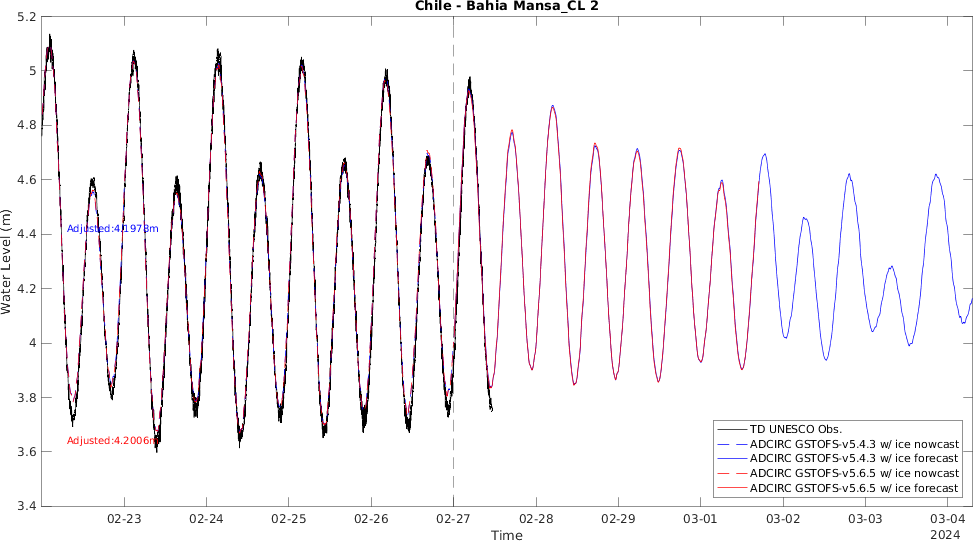 Chile - Bahia Mansa_CL 2
5.2
5
4.8
4.6
4.4
4.2
4
3.8
3.6
3.4
Water Level (m)
Adjusted:4.1978m
Adjusted:4.2006m
TD UNESCO Obs.
ADCIRC GSTOFS-v5.4.3 w/ ice nowcast
ADCIRC GSTOFS-v5.4.3 w/ ice forecast
ADCIRC GSTOFS-v5.6.5 w/ ice nowcast
ADCIRC GSTOFS-v5.6.5 w/ ice forecast
02-23 02-24 02-25 02-26 02-27 02-28 02-29 03-01 03-02 03-03 03-04
Time
2024